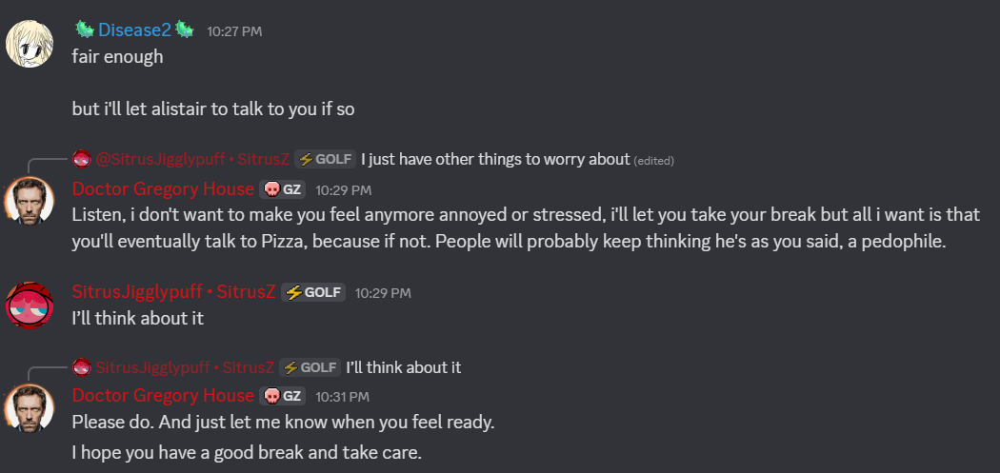 Disease2 10:27 PM
fair enough
but i'll let alistair to talk to you if so
@SitrusJigglypuff • SitrusZ GOLF I just have other things to worry about (edited)
Doctor Gregory House GZ 10:29 PM
Listen, i don't want to make you feel anymore annoyed or stressed, i'll let you take your break but all i want is that
you'll eventually talk to Pizza, because if not. People will probably keep thinking he's as you said, a pedophile.
SitrusJigglypuff • SitrusZ GOLF 10:29 PM
I'll think about it
SitrusJigglypuff • SitrusZ GOLF I'll think about it
Doctor Gregory House GZ 10:31 PM
Please do. And just let me know when you feel ready.
I hope you have a good break and take care.